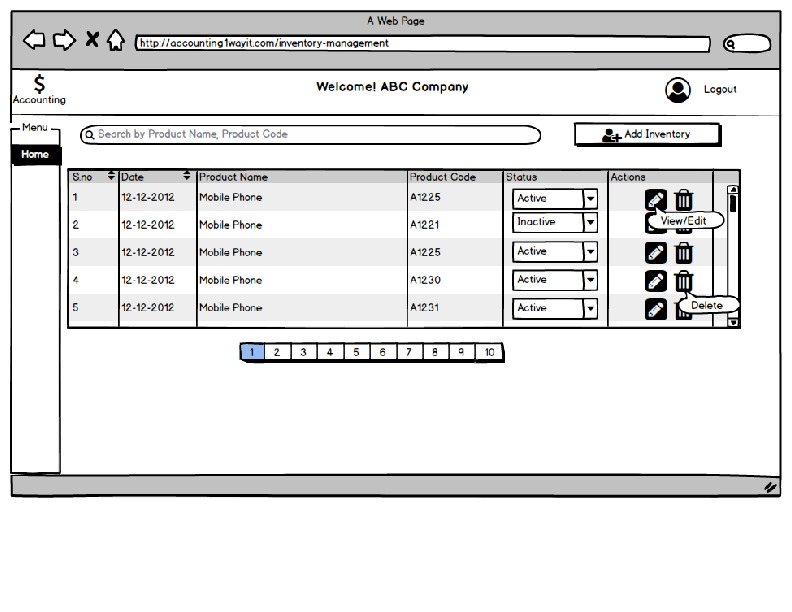 A Web Page
http://accounting1wayit.com/inventory-management
$
Accounting
Welcome! ABC Company
Logout
Menu
Home
Search by Product Name, Product Code
Add Inventory
S.no Date Product Name Product Code Status Actions
1 12-12-2012 Mobile Phone A1225 Active
View/Edit
2 12-12-2012 Mobile Phone A1221 Inactive
3 12-12-2012 Mobile Phone A1225 Active
4 12-12-2012 Mobile Phone A1230 Active
Delete
5 12-12-2012 Mobile Phone A1231 Active
1 2 3 4 5 6 7 8 9 10